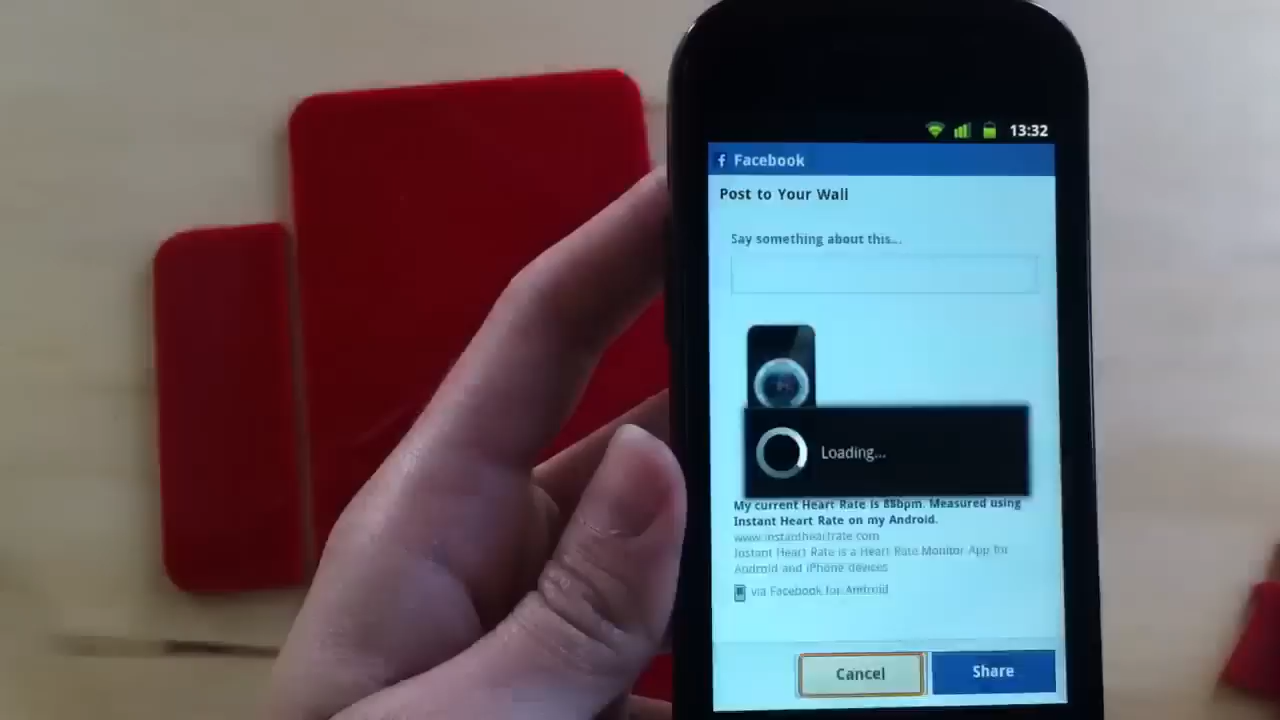 13:32
Facebook
Post to Your Wall
Say something about this...
Loading...
My current Heart Rate is 88bpm. Measured using
Instant Heart Rate on my Android.
www.instantheartrate.com
Instant Heart Rate is a Heart Rate Monitor App for
Android and iPhone devices
via Facebook for Android
Cancel
Share